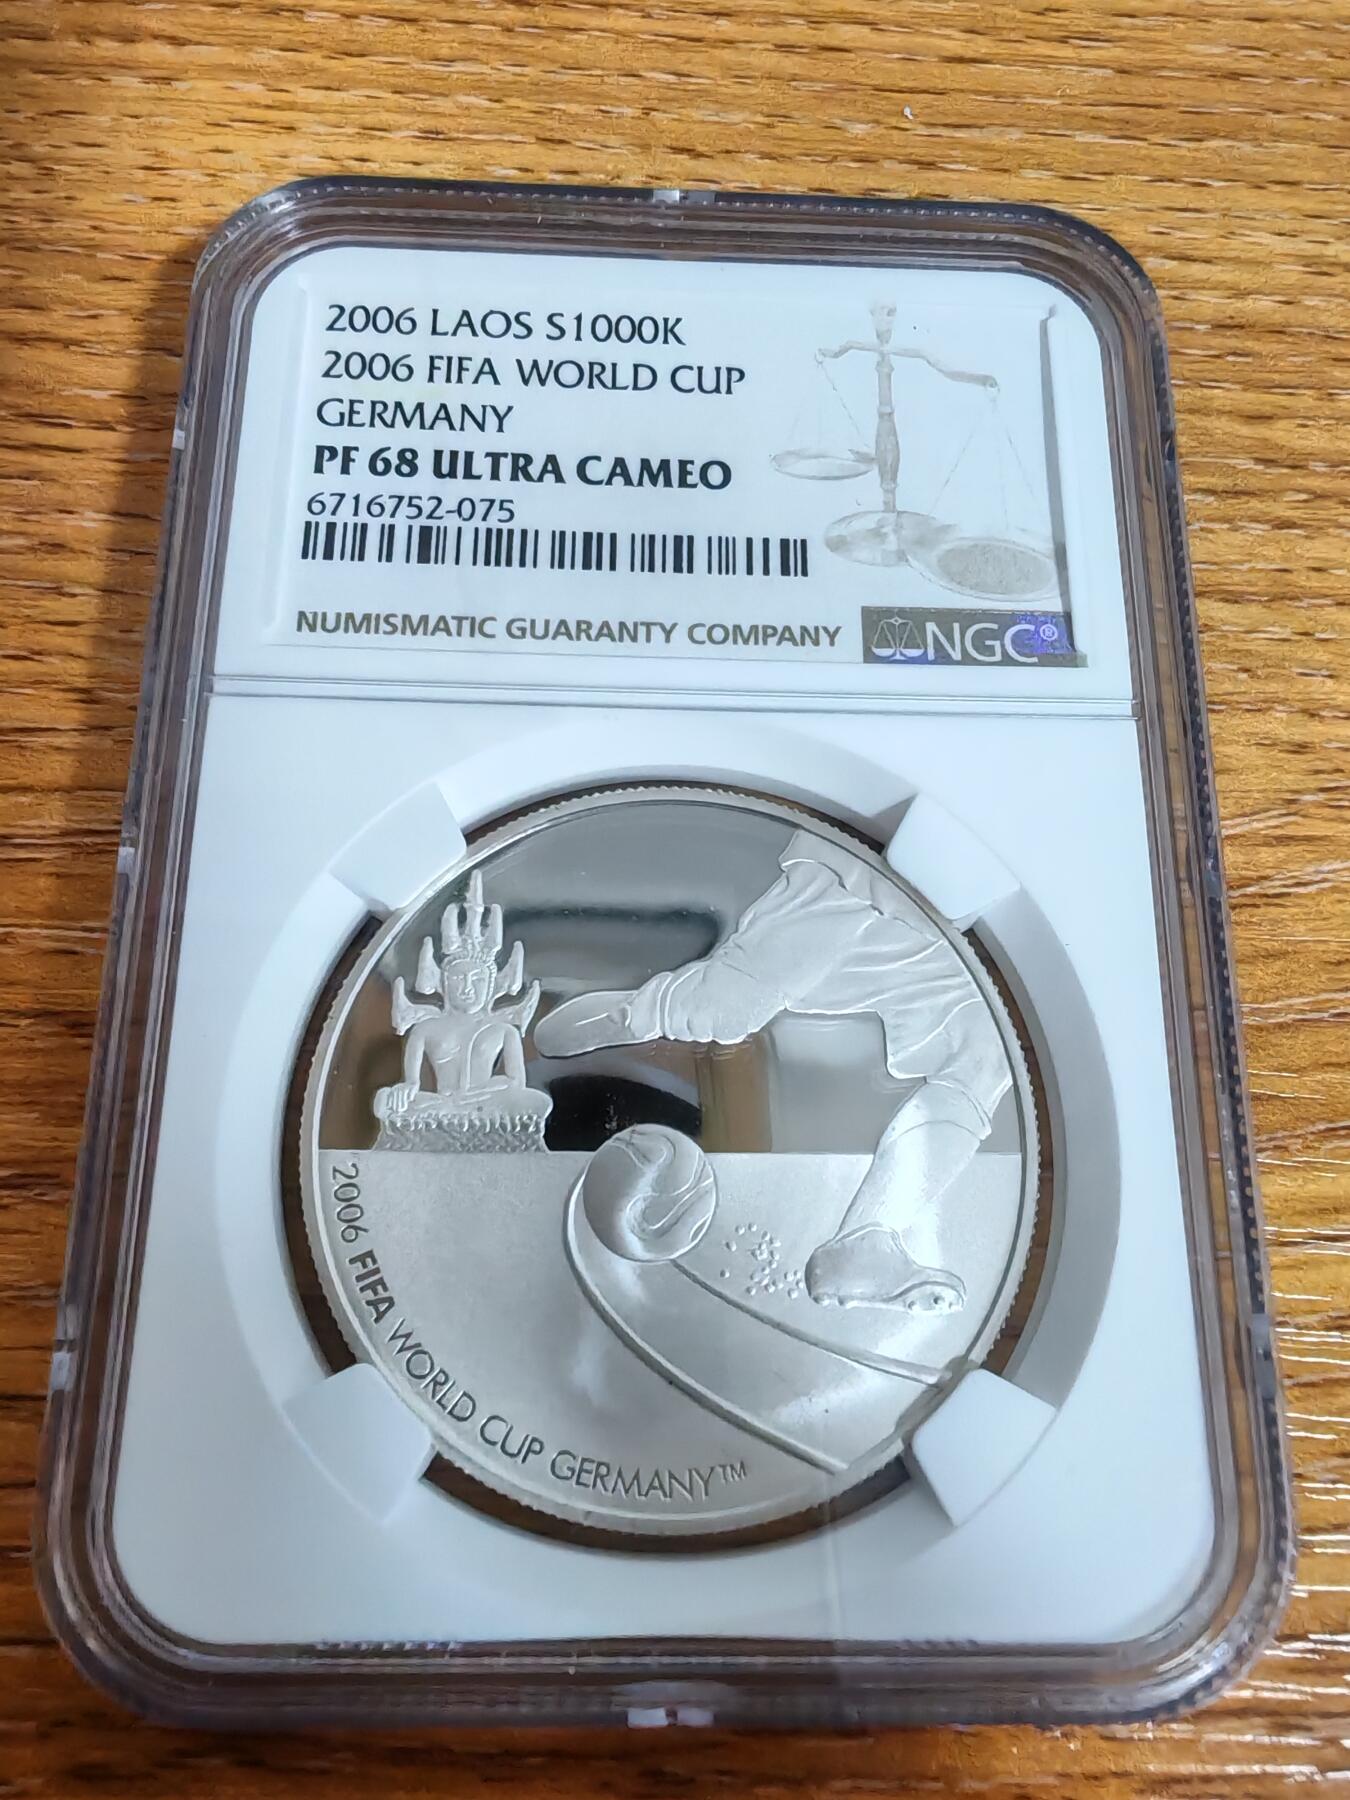 2006 LAOS S1000K
2006 FIFA WORLD CUP
GERMANY
PF 68 ULTRA CAMEO
6716752-075
NUMISMATIC GUARANTY COMPANY
NGC®
2006 FIFA WORLD CUP GERMANY™